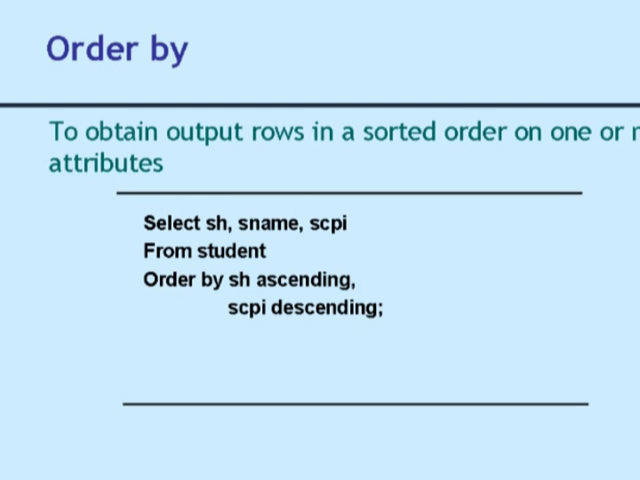 Order by
To obtain output rows in a sorted order on one or
attributes
Select sh, sname, scpi
From student
Order by sh ascending,
scpi descending;